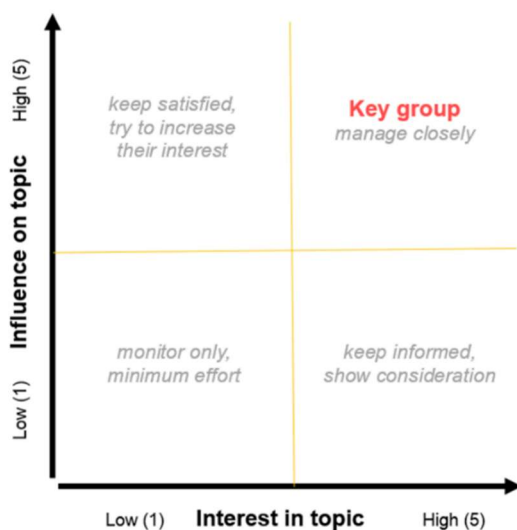 High (5)
Influence on topic
Low (1)
keep satisfied,
try to increase
their interest
Key group
manage closely
monitor only,
minimum effort
keep informed,
show consideration
Low (1)
Interest in topic
High (5)